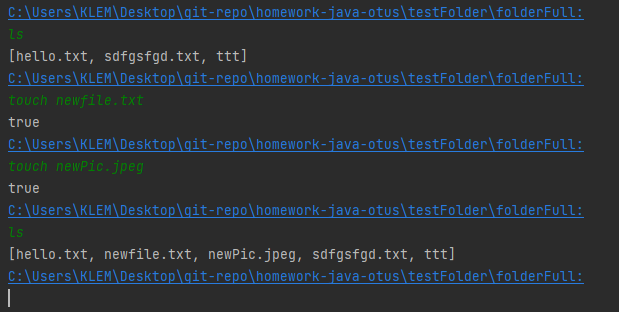 C:\Users\KLEM\Desktop\git-repo\homework-java-otus\testFolder\folderFull:
ls
[hello.txt, sdfgsfgd.txt, ttt]
C:\Users\KLEM\Desktop\git-repo\homework-java-otus\testFolder\folderFull:
touch newfile.txt
true
C:\Users\KLEM\Desktop\git-repo\homework-java-otus\testFolder\folderFull:
touch newPic.jpeg
true
C:\Users\KLEM\Desktop\git-repo\homework-java-otus\testFolder\folderFull:
ls
[hello.txt, newfile.txt, newPic.jpeg, sdfgsfgd.txt, ttt]
C:\Users\KLEM\Desktop\git-repo\homework-java-otus\testFolder\folderFull: